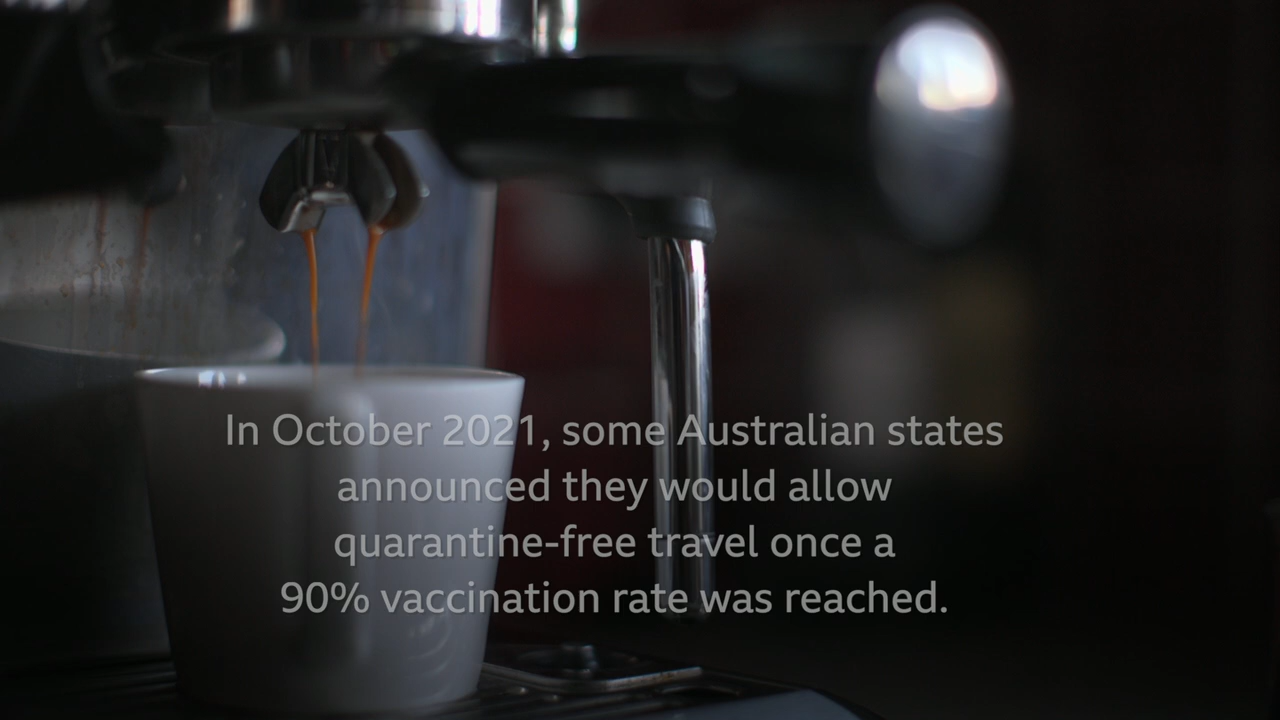 In October 2021, some Australian states
announced they would allow
quarantine-free travel once a
90% vaccination rate was reached.